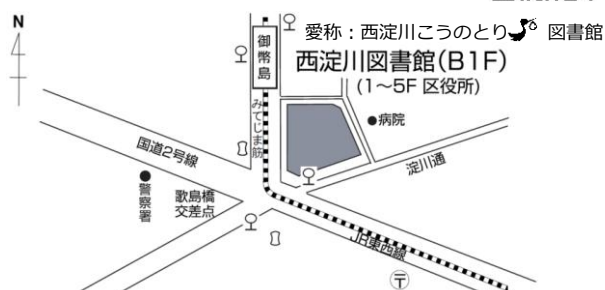 愛称：西淀川こうのとり 図書館
西淀川図書館(B1F)
(1～5F 区役所)
N
御幣島
みてじま筋
病院
国道2号線
淀川通
警察署
歌島橋
交差点
JR東西線
〒